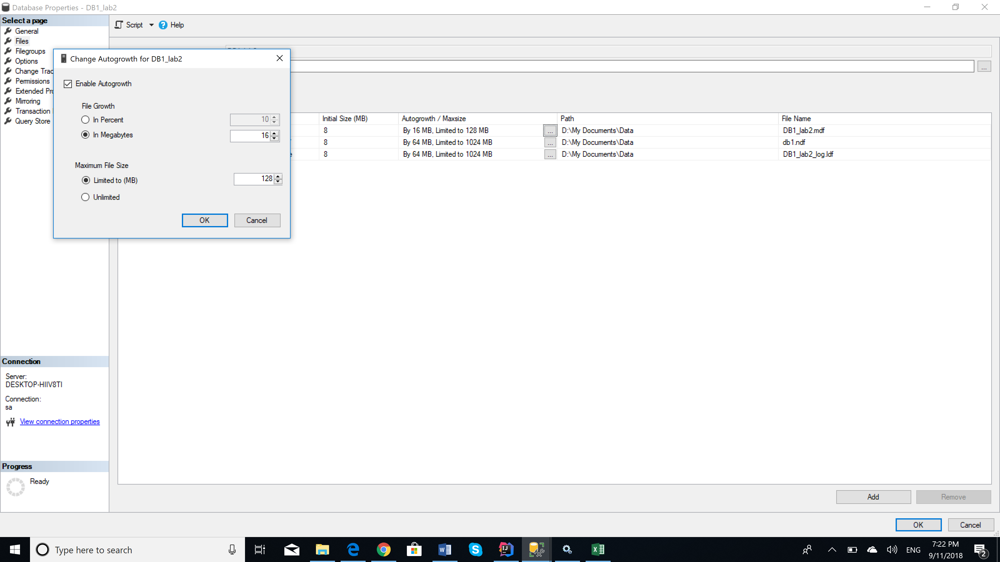 Database Properties - DB1_lab2
Select a page
General
Files
Filegroups
Options
Change Trac
Permissions
Extended Pro
Mirroring
Transaction
Query Store
Script
Help
Change Autogrowth for DB1_lab2
Enable Autogrowth
File Growth
In Percent 10
In Megabytes 16
Maximum File Size
Limited to (MB) 128
Unlimited
OK Cancel
...
Initial Size (MB) Autogrowth / Maxsize Path File Name
8 By 16 MB, Limited to 128 MB ... D:\My Documents\Data DB1_lab2.mdf
8 By 64 MB, Limited to 1024 MB ... D:\My Documents\Data db1.ndf
e 8 By 64 MB, Limited to 1024 MB ... D:\My Documents\Data DB1_lab2_log.ldf
Connection
Server:
DESKTOP-HIIV8TI
Connection:
sa
View connection properties
Progress
Ready
Add Remove
OK Cancel
Type here to search
ENG
7:22 PM
9/11/2018
2